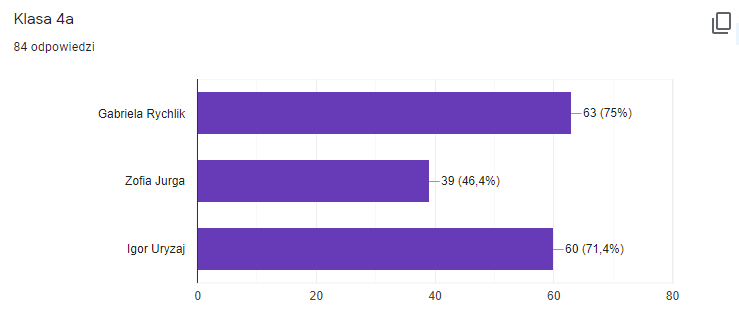 Klasa 4a
84 odpowiedzi
Gabriela Rychlik
63 (75%)
Zofia Jurga
39 (46,4%)
Igor Uryzaj
60 (71,4%)
0
20
40
60
80